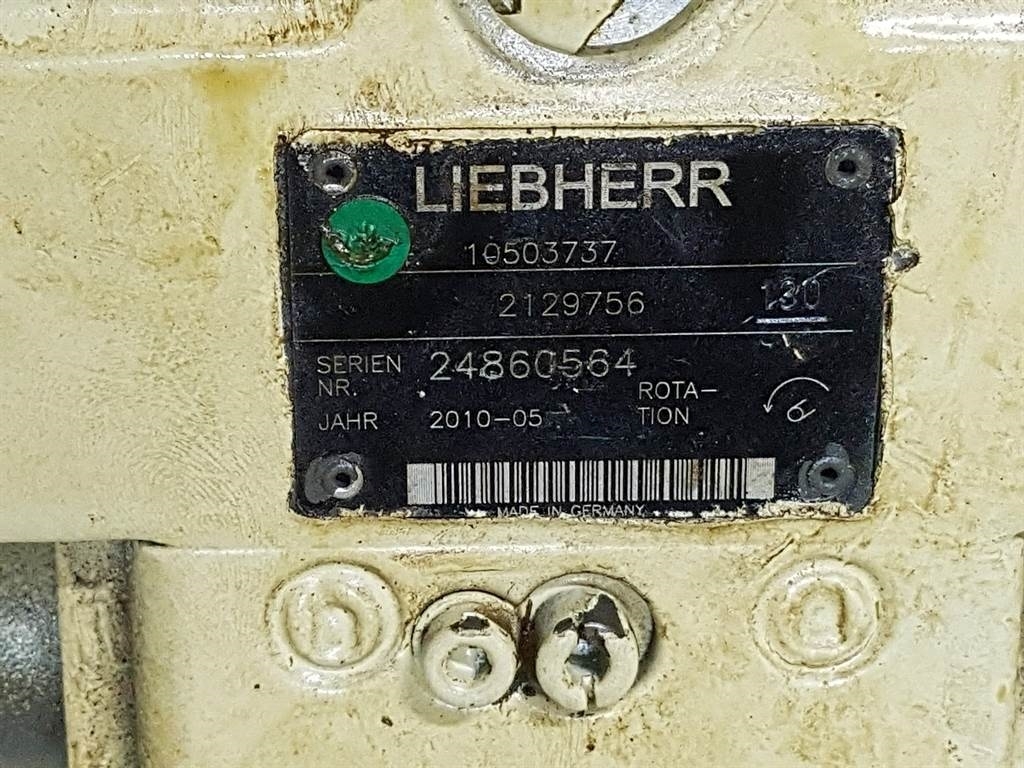 LIEBHERR
10503737
2129756 130
SERIEN NR. 24860564
JAHR 2010-05 ROTA-
TION
MADE IN GERMANY